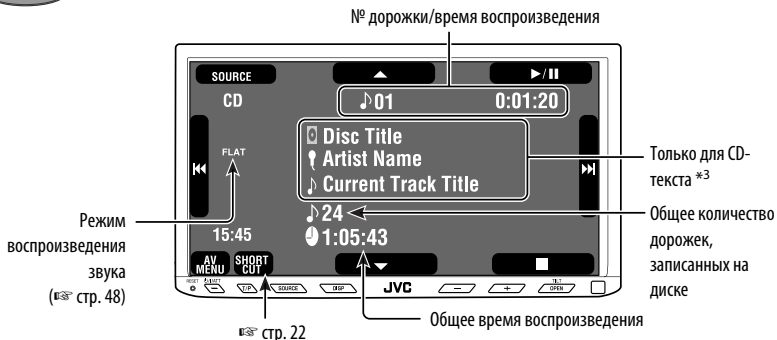 № дорожки/время воспроизведения
SOURCE
CD
♪01 0:01:20
FLAT
Disc Title
Artist Name
♪ Current Track Title
♪24
15:45
1:05:43
AV MENU
SHORT CUT
RESET
T/P
SOURCE
DISP
JVC
TILT
OPEN
Только для CD-
текста *3
Общее количество
дорожек,
записанных на
диске
Режим
воспроизведения
звука
(☞ стр. 48)
☞ стр. 22
Общее время воспроизведения